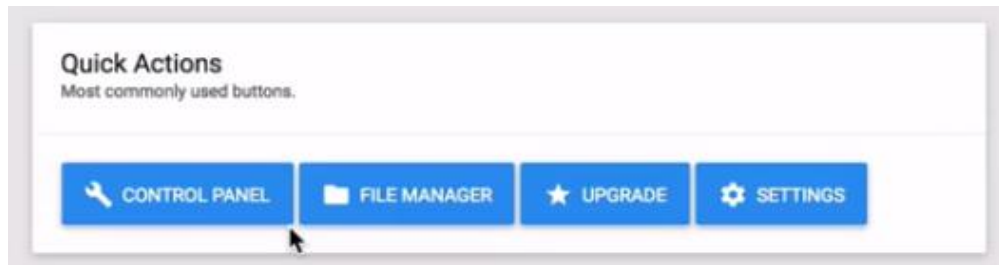 Quick Actions
Most commonly used buttons.
CONTROL PANEL FILE MANAGER UPGRADE SETTINGS